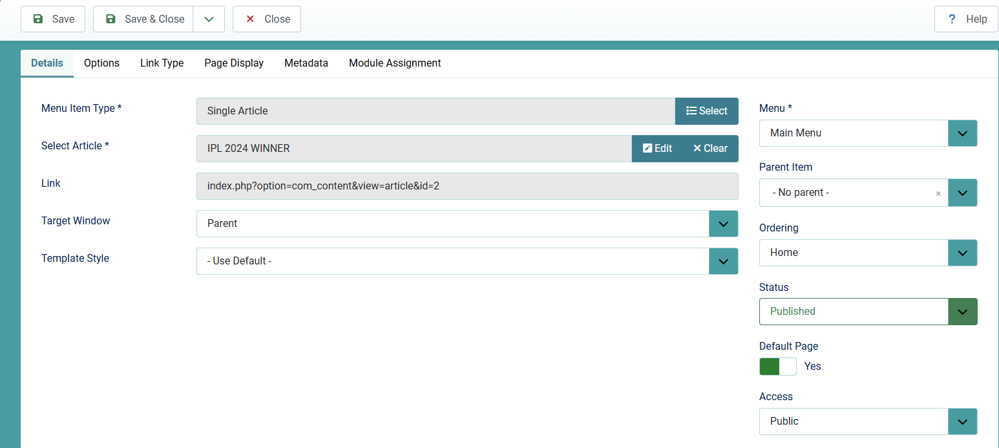 Save
Save & Close
Close
? Help
Details Options Link Type Page Display Metadata Module Assignment
Menu Item Type *
Single Article
Select
Select Article *
IPL 2024 WINNER
Edit
Clear
Link
index.php?option=com_content&view=article&id=2
Target Window
Parent
Template Style
- Use Default -
Menu *
Main Menu
Parent Item
- No parent -
Ordering
Home
Status
Published
Default Page
Yes
Access
Public